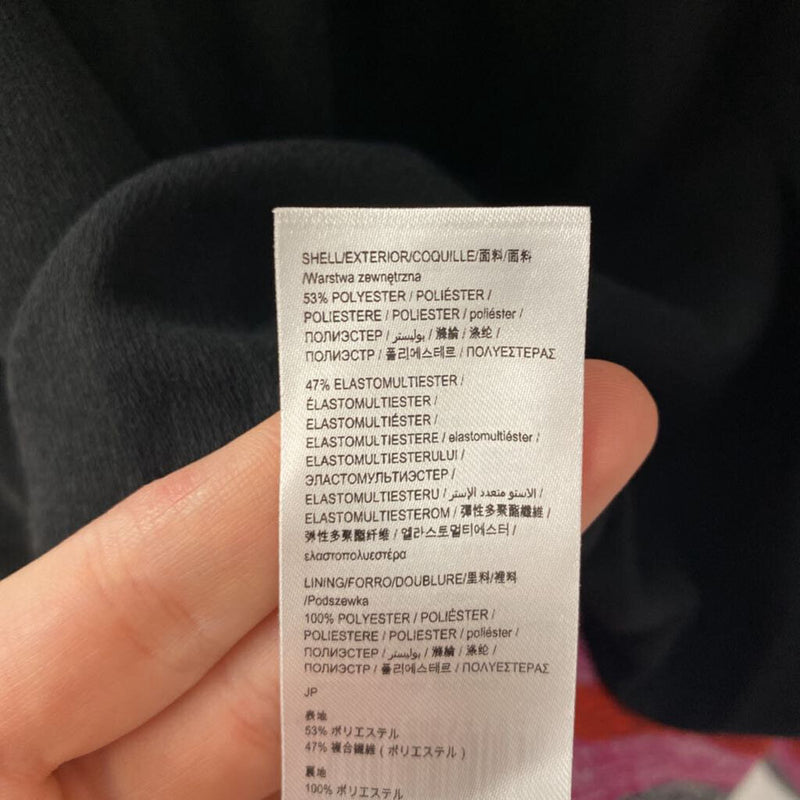 SHELL/EXTERIOR/COQUILLE/面料/面料
/Warstwa zewnętrzna
53% POLYESTER / POLIÉSTER /
POLIESTERE / POLIESTER / poliéster /
ПОЛИЭСТЕР / بوليستر / 滌綸 / 涤纶 /
ПОЛИЭСТР / 폴리에스테르 / ΠΟΛΥΕΣΤΕΡΑΣ
47% ELASTOMULTIESTER /
ÉLASTOMULTIESTER /
ELASTOMULTIÉSTER /
ELASTOMULTIESTERE / elastomultiéster /
ELASTOMULTIESTERULUI /
ЭЛАСТОМУЛЬТИЭСТЕР /
ELASTOMULTIESTERU / الاستو متعدد الإستر /
ELASTOMULTIESTEROM / 彈性多聚酯纖維 /
弹性多聚酯纤维 / 엘라스토멀티에스터 /
ελαστοπολυεστέρα
LINING/FORRO/DOUBLURE/里料/裡料
/Podszewka
100% POLYESTER / POLIÉSTER /
POLIESTERE / POLIESTER / poliéster /
ПОЛИЭСТЕР / بوليستر / 滌綸 / 涤纶 /
ПОЛИЭСТР / 폴리에스테르 / ΠΟΛΥΕΣΤΕΡΑΣ
JP
表地
53% ポリエステル
47% 複合繊維 ( ポリエステル )
裏地
100% ポリエステル